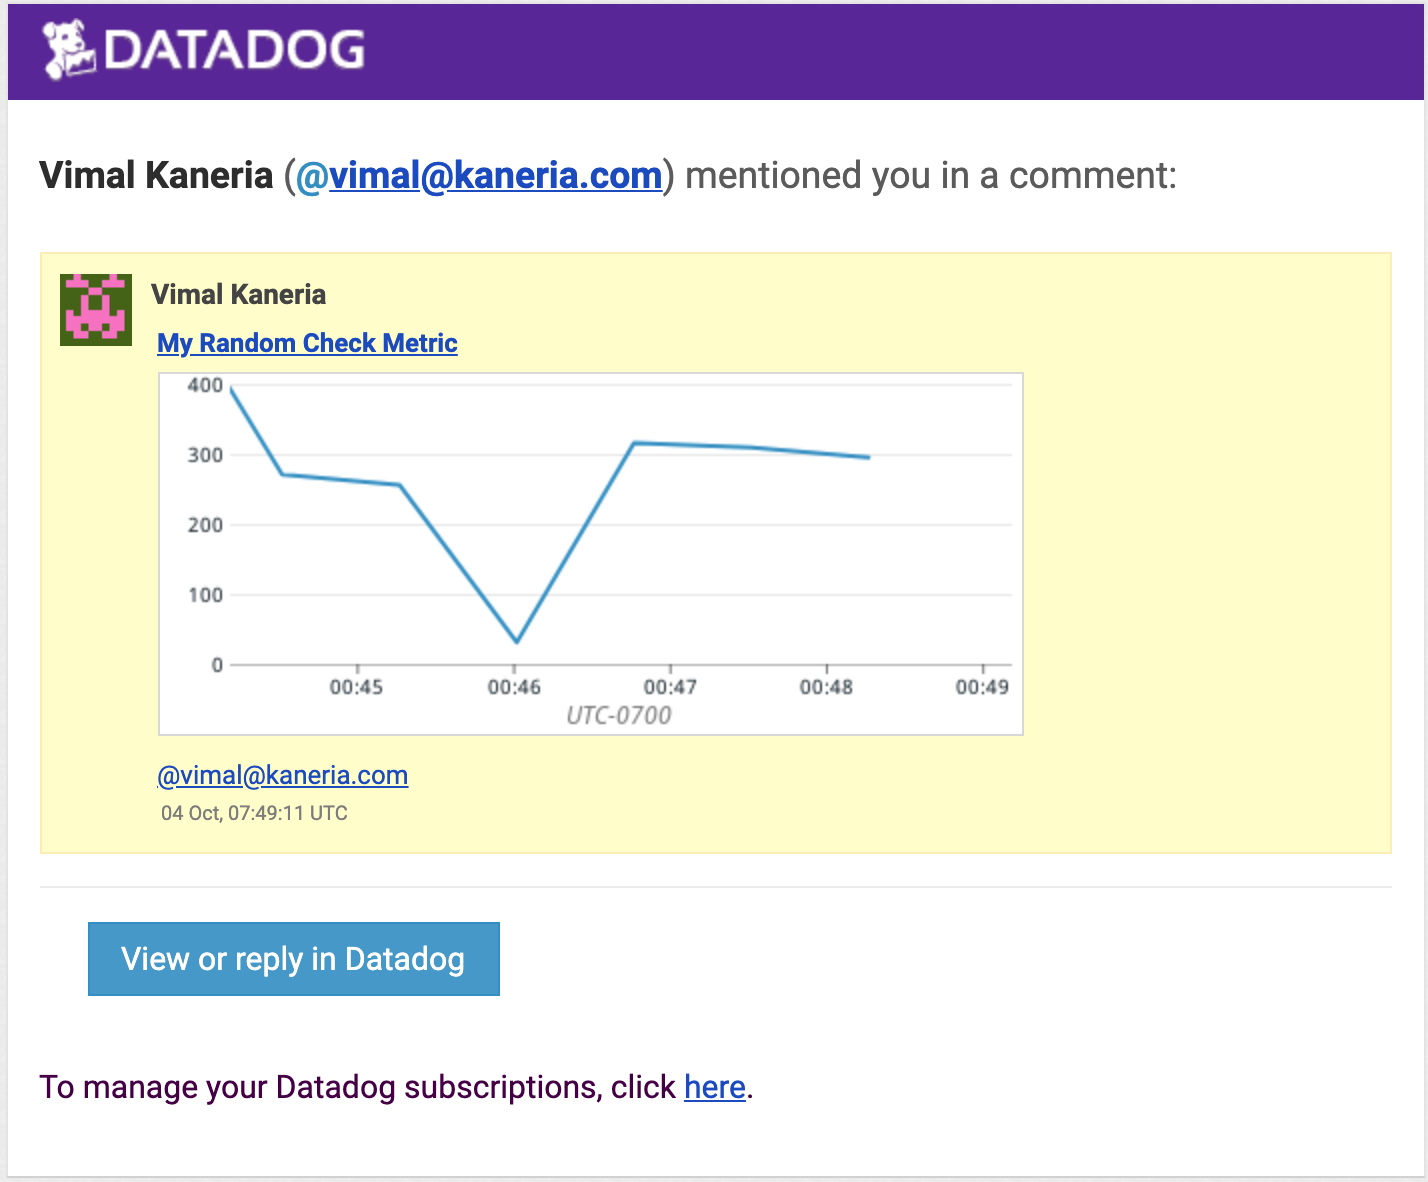 DATADOG
Vimal Kaneria (@vimal@kaneria.com) mentioned you in a comment:
Vimal Kaneria
My Random Check Metric
400
300
200
100
0
00:45 00:46 00:47 00:48 00:49
UTC-0700
@vimal@kaneria.com
04 Oct, 07:49:11 UTC
View or reply in Datadog
To manage your Datadog subscriptions, click here.